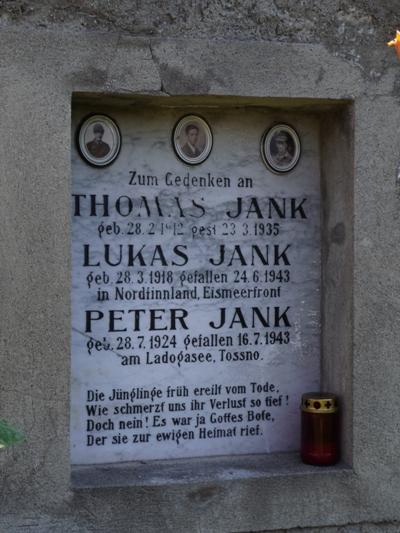 Zum Gedenken an
THOMAS JANK
geb. 28.2.1912 gest 23.3.1935
LUKAS JANK
geb. 28.3.1918 gefallen 24.6.1943
in Nordfinnland, Eismeerfront
PETER JANK
geb. 28.7.1924 gefallen 16.7.1943
am Ladogasee, Tossno.
Die Jünglinge früh ereilt vom Tode,
Wie schmerzt uns ihr Verlust so tief!
Doch nein! Es war ja Gottes Bote,
Der sie zur ewigen Heimat rief.